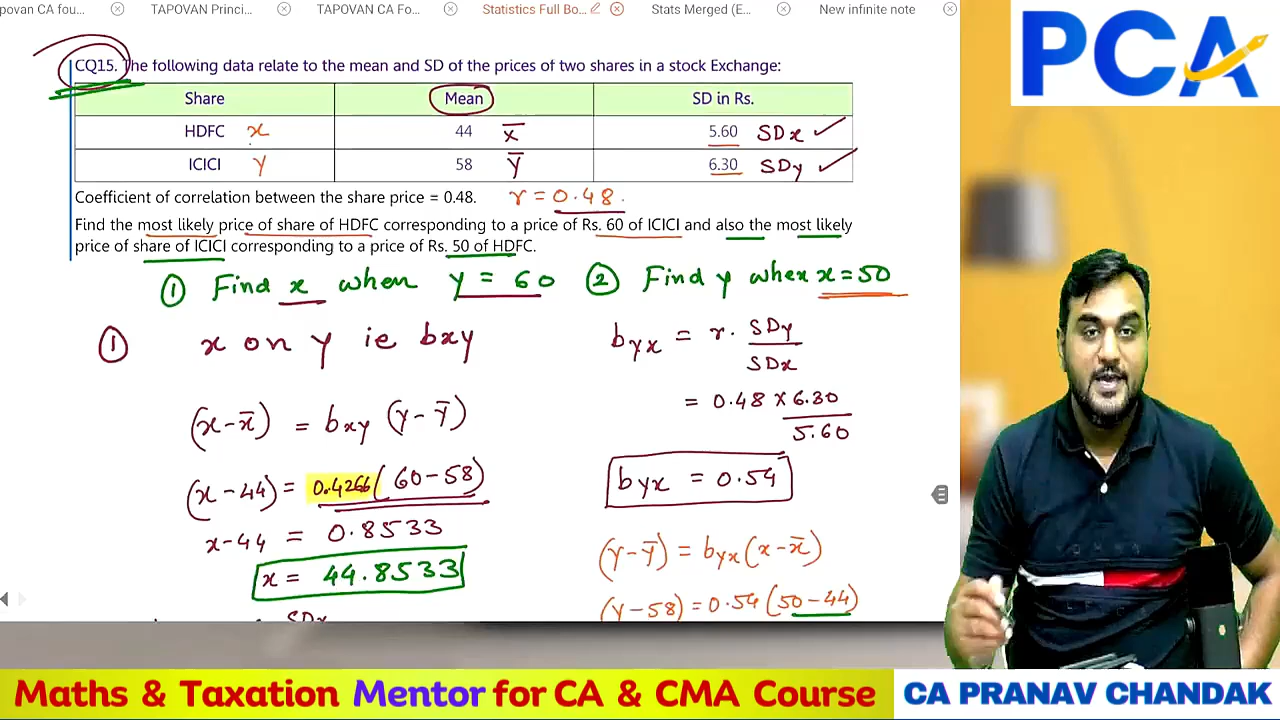 apovan CA fou... TAPOVAN Princi... TAPOVAN CA Fo... Statistics Full Bo... Stats Merged (E... New infinite note
PCA
CQ15. The following data relate to the mean and SD of the prices of two shares in a stock Exchange:
Share Mean SD in Rs.
HDFC x 44 x̅ 5.60 SDx ✓
ICICI y 58 y̅ 6.30 SDy ✓
Coefficient of correlation between the share price = 0.48. r = 0.48.
Find the most likely price of share of HDFC corresponding to a price of Rs. 60 of ICICI and also the most likely
price of share of ICICI corresponding to a price of Rs. 50 of HDFC.
① Find x when y = 60 ② Find y when x = 50
① x on y ie bxy
(x - x̅) = bxy (y - y̅)
(x - 44) = 0.4266 (60 - 58)
x - 44 = 0.8533
x = 44.8533
SDx
byx = r. SDy
SDx
= 0.48 × 6.30
5.60
byx = 0.54
(y - y̅) = byx (x - x̅)
(y - 58) = 0.54 (50 - 44)
Maths & Taxation Mentor for CA & CMA Course
CA PRANAV CHANDAK